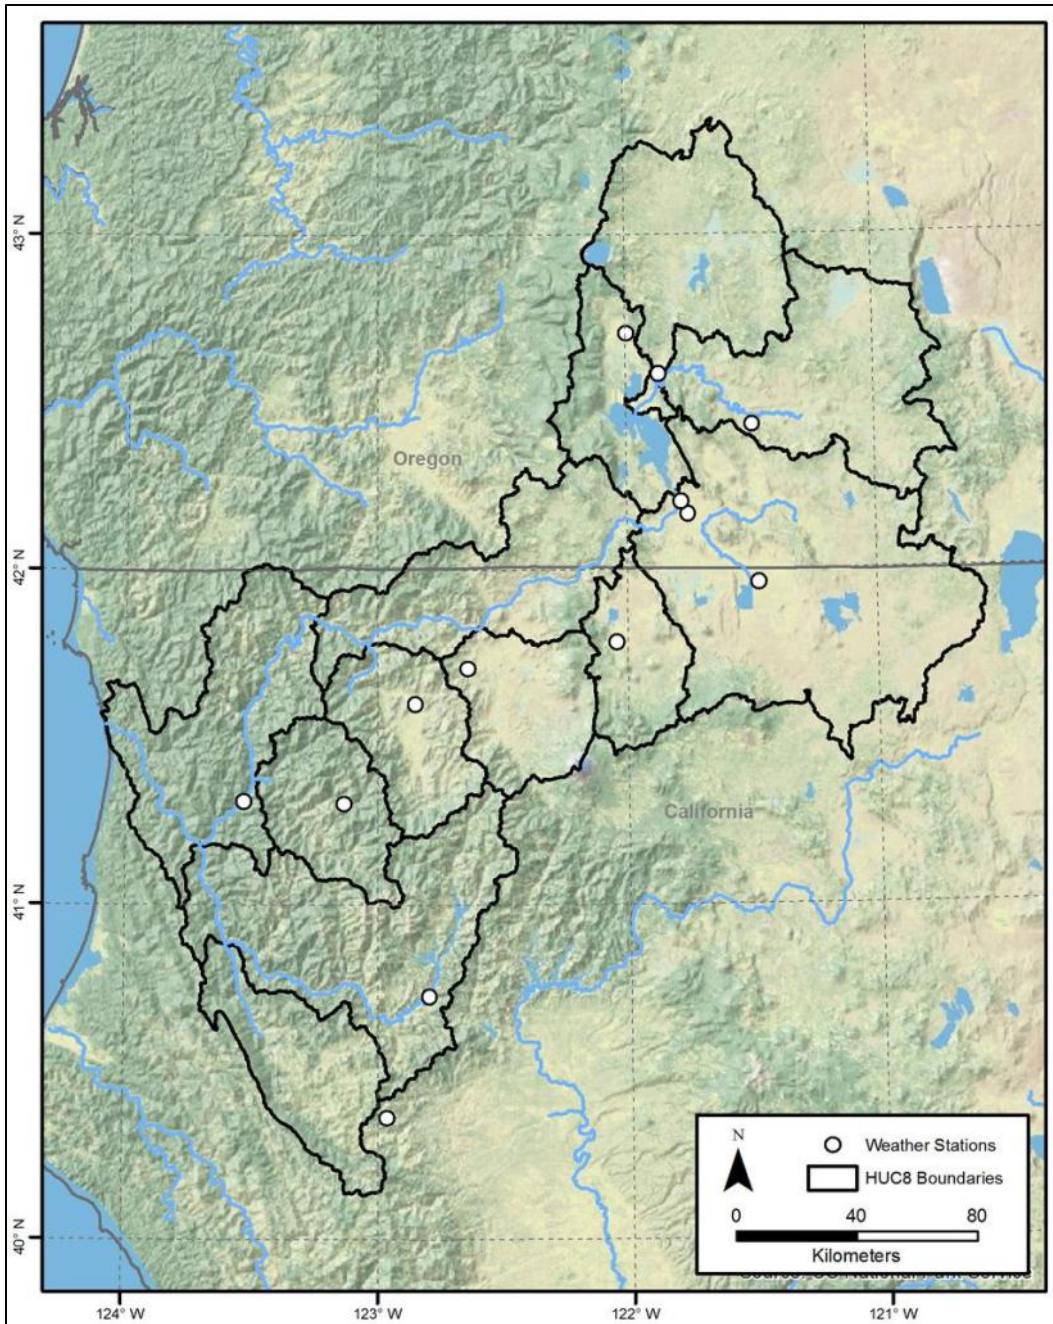 43° N
Oregon
42° N
California
41° N
40° N
N
Weather Stations
HUC8 Boundaries
0 40 80
Kilometers
124° W 123° W 122° W 121° W